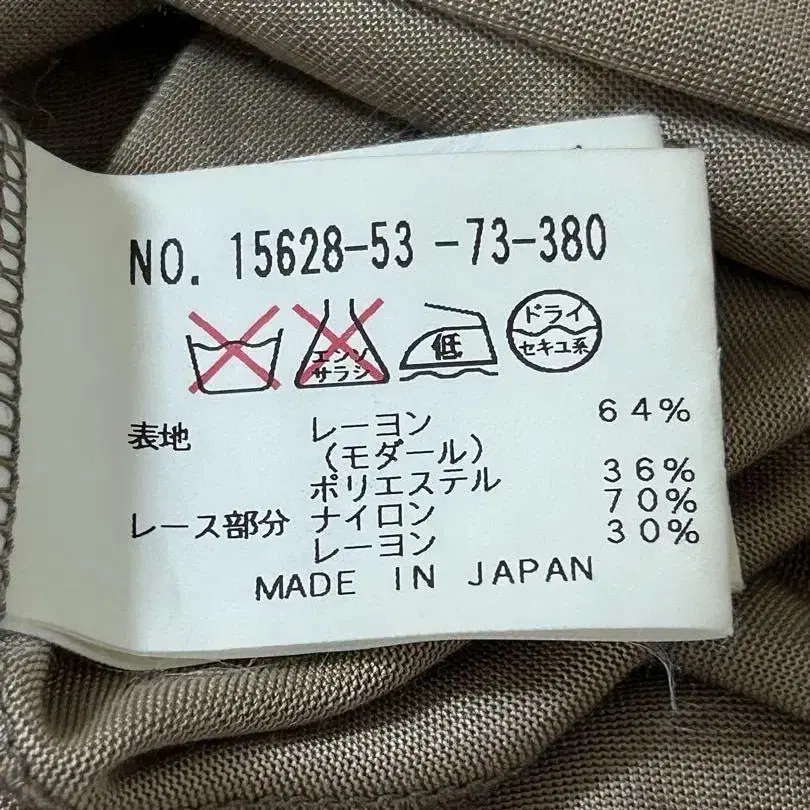 NO. 15628-53 -73-380
エンソ
サラシ
低
ドライ
セキユ系
表地 レーヨン 64%
(モダール)
ポリエステル 36%
レース部分 ナイロン 70%
レーヨン 30%
MADE IN JAPAN